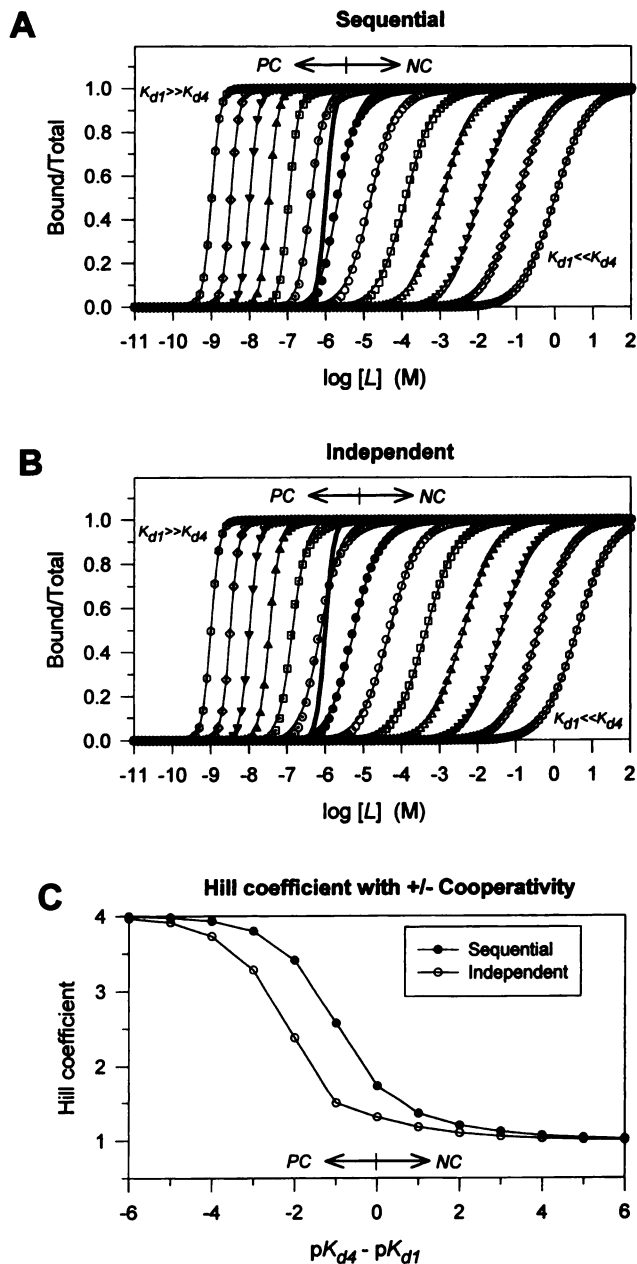 A
Sequential
PC NC
Kd1>>Kd4
Kd1<<Kd4
Bound/Total
1.0
0.8
0.6
0.4
0.2
0.0
-11 -10 -9 -8 -7 -6 -5 -4 -3 -2 -1 0 1 2
log [L] (M)
B
Independent
PC NC
Kd1>>Kd4
Kd1<<Kd4
Bound/Total
1.0
0.8
0.6
0.4
0.2
0.0
-11 -10 -9 -8 -7 -6 -5 -4 -3 -2 -1 0 1 2
log [L] (M)
C
Hill coefficient with +/- Cooperativity
Sequential
Independent
Hill coefficient
4
3
2
1
PC NC
-6 -4 -2 0 2 4 6
pKd4 - pKd1